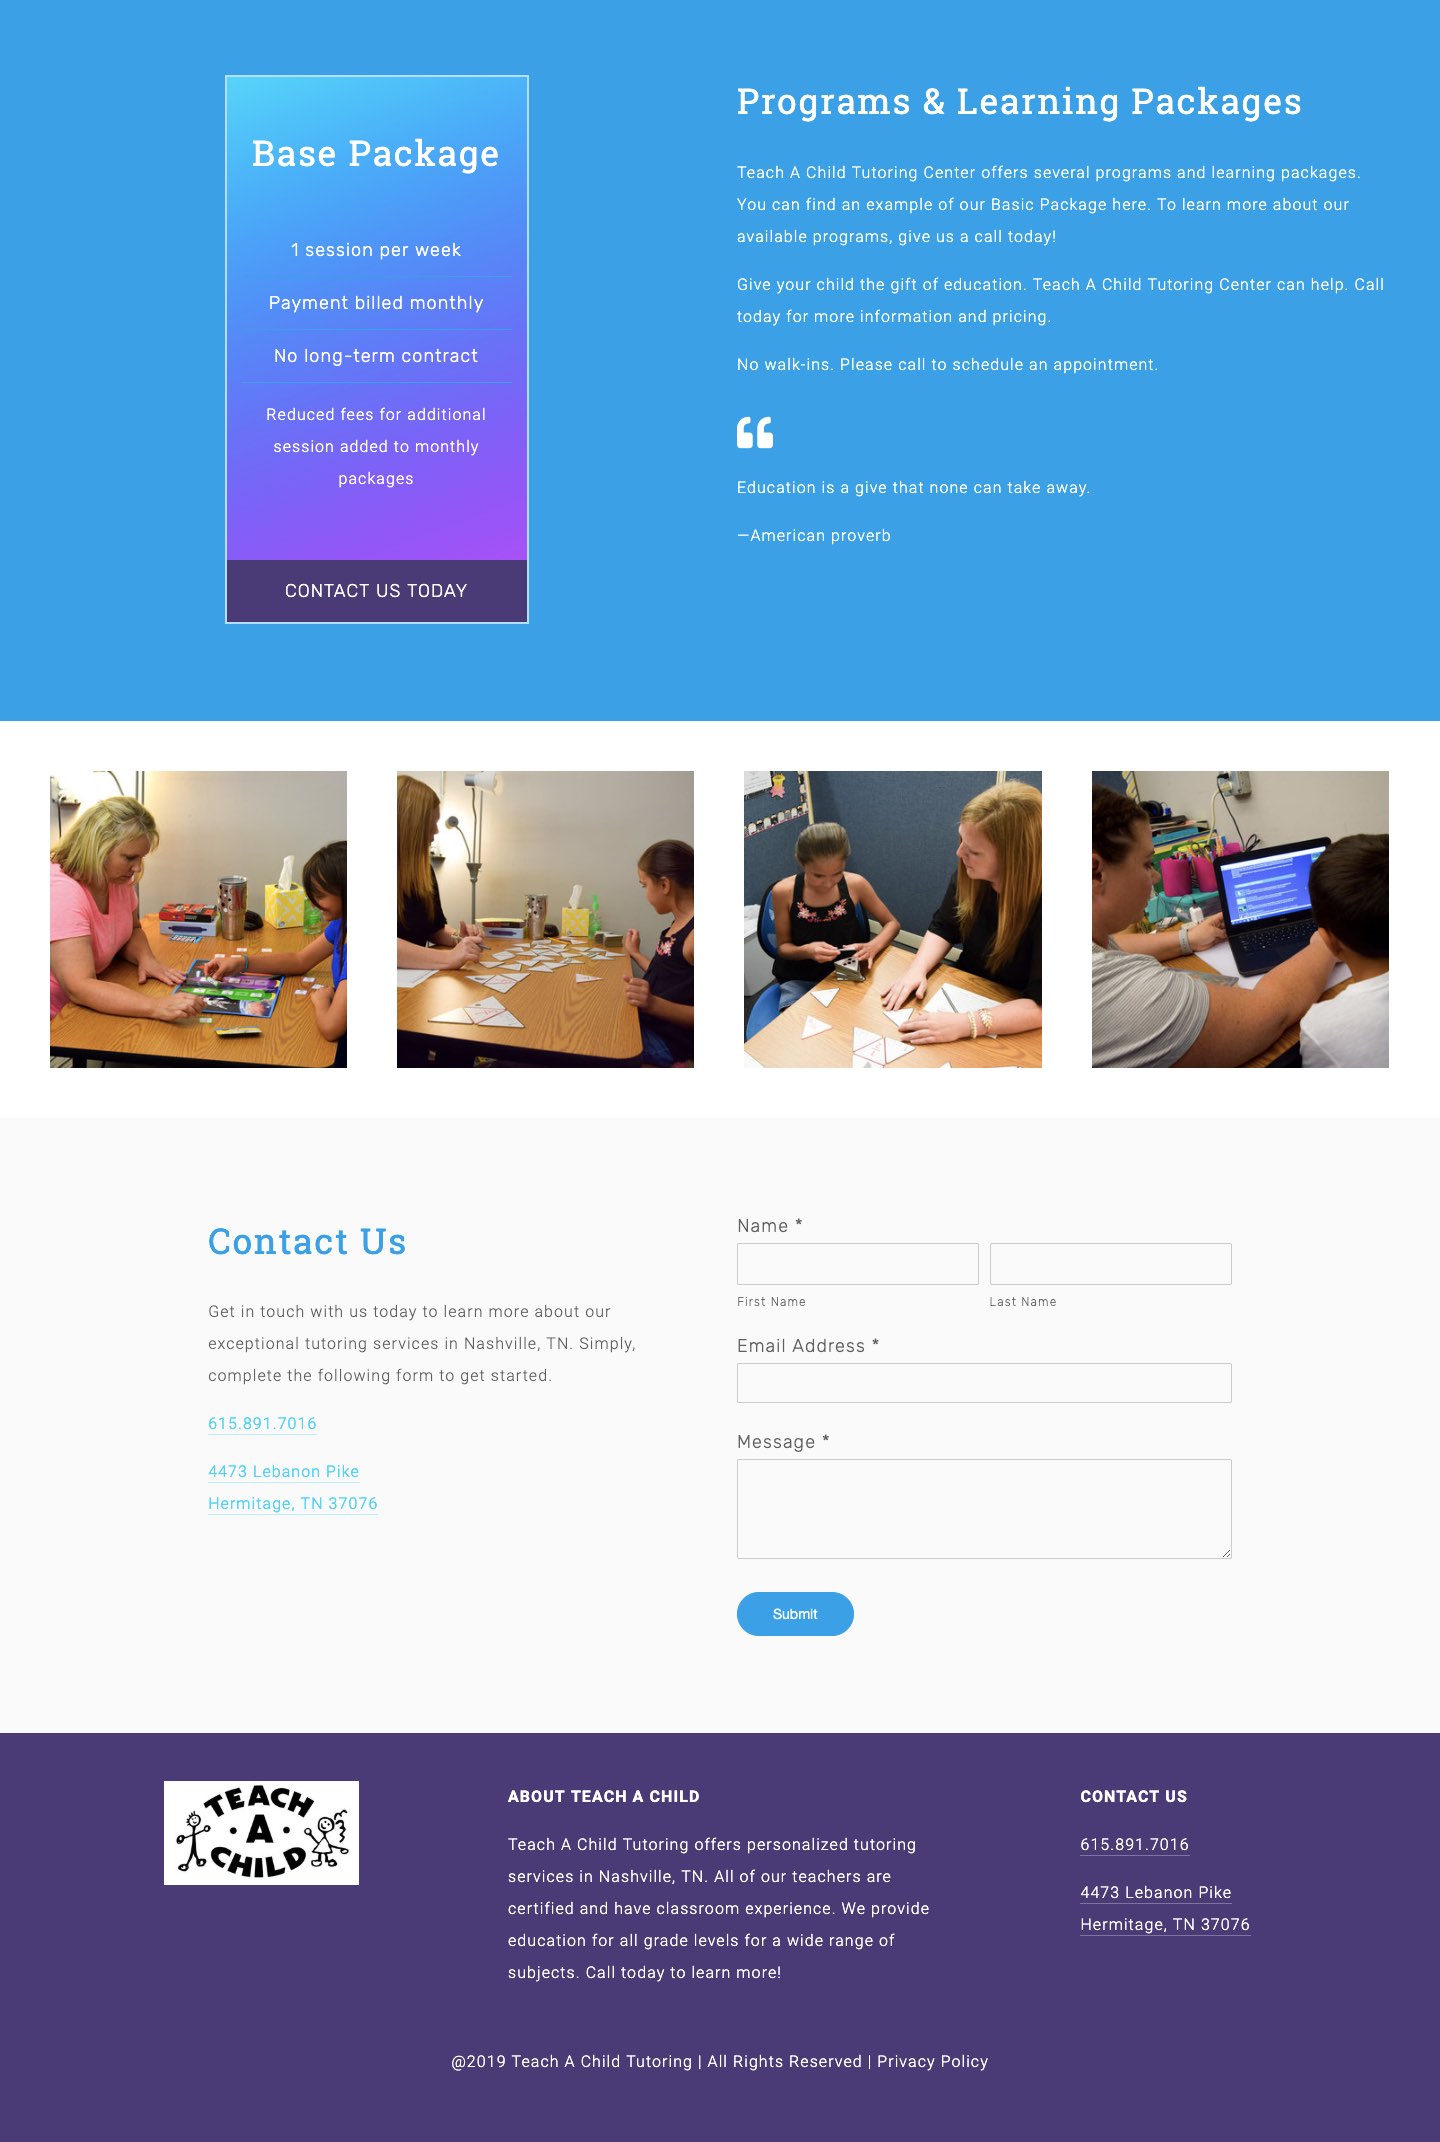 Base Package
1 session per week
Payment billed monthly
No long-term contract
Reduced fees for additional
session added to monthly
packages
CONTACT US TODAY
Programs & Learning Packages
Teach A Child Tutoring Center offers several programs and learning packages.
You can find an example of our Basic Package here. To learn more about our
available programs, give us a call today!
Give your child the gift of education. Teach A Child Tutoring Center can help. Call
today for more information and pricing.
No walk-ins. Please call to schedule an appointment.
“
Education is a give that none can take away.
—American proverb
Contact Us
Get in touch with us today to learn more about our
exceptional tutoring services in Nashville, TN. Simply,
complete the following form to get started.
615.891.7016
4473 Lebanon Pike
Hermitage, TN 37076
Name *
First Name
Last Name
Email Address *
Message *
Submit
TEACH
A
CHILD
ABOUT TEACH A CHILD
Teach A Child Tutoring offers personalized tutoring
services in Nashville, TN. All of our teachers are
certified and have classroom experience. We provide
education for all grade levels for a wide range of
subjects. Call today to learn more!
CONTACT US
615.891.7016
4473 Lebanon Pike
Hermitage, TN 37076
@2019 Teach A Child Tutoring | All Rights Reserved | Privacy Policy